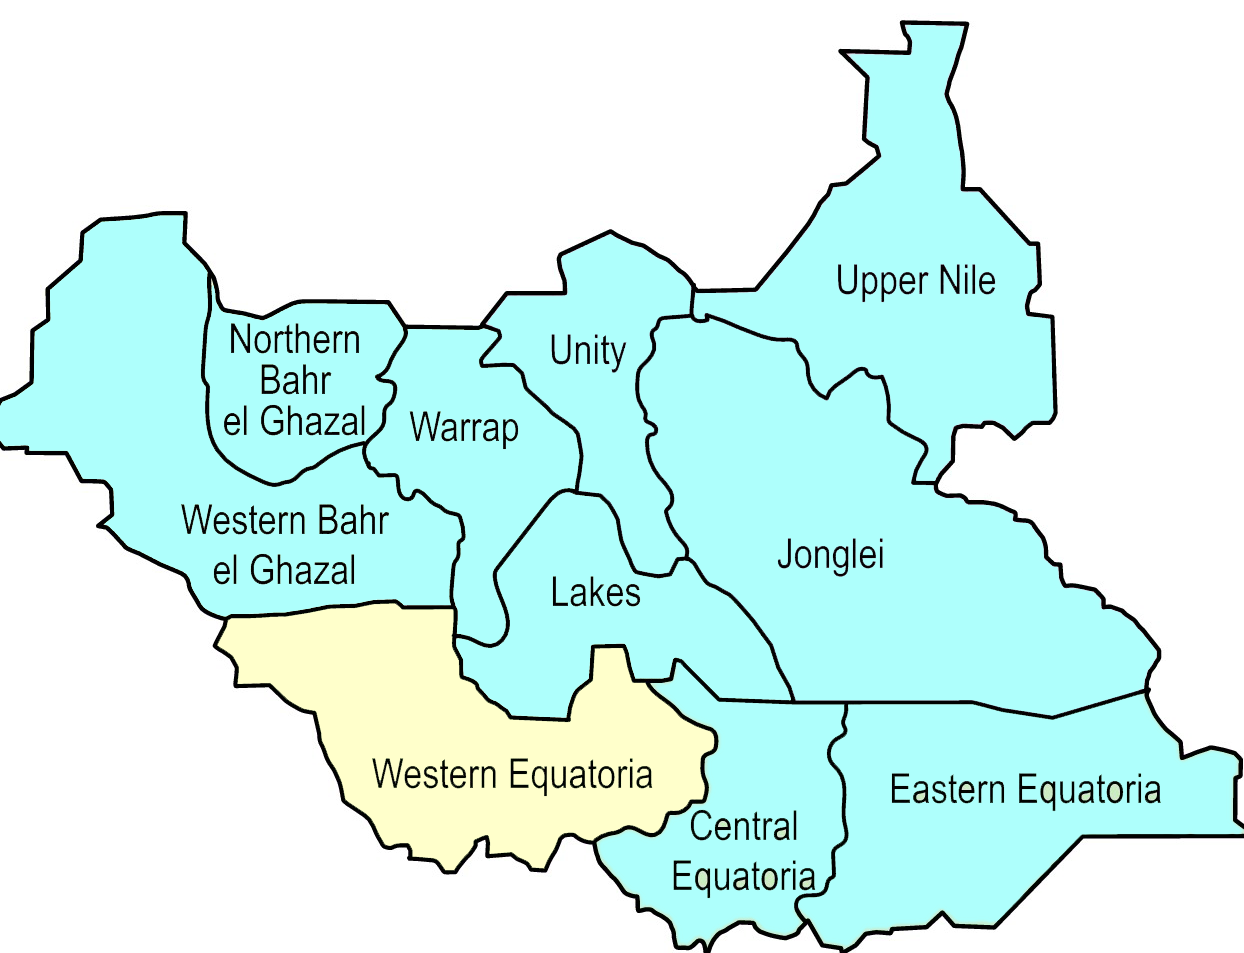 Upper Nile
Northern
Bahr
el Ghazal
Unity
Warrap
Western Bahr
el Ghazal
Jonglei
Lakes
Western Equatoria
Eastern Equatoria
Central
Equatoria